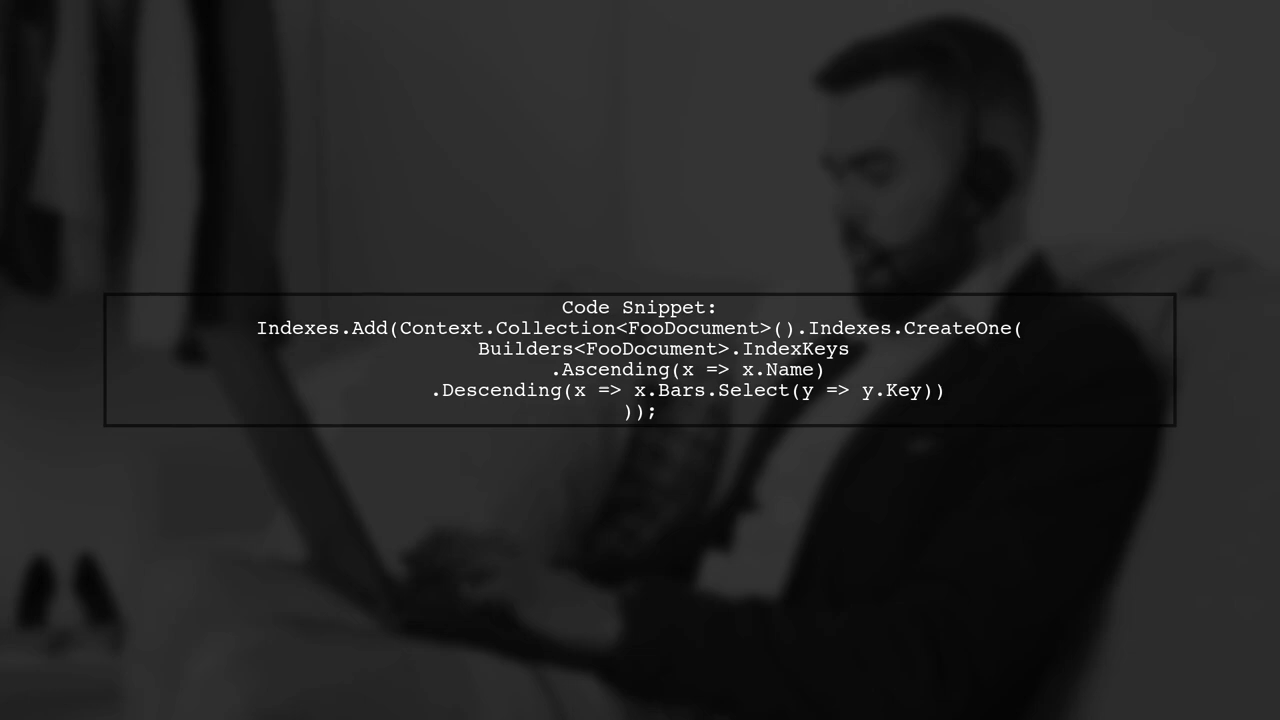 Code Snippet:
Indexes.Add(Context.Collection<FooDocument>().Indexes.CreateOne(
Builders<FooDocument>.IndexKeys
.Ascending(x => x.Name)
.Descending(x => x.Bars.Select(y => y.Key))
));